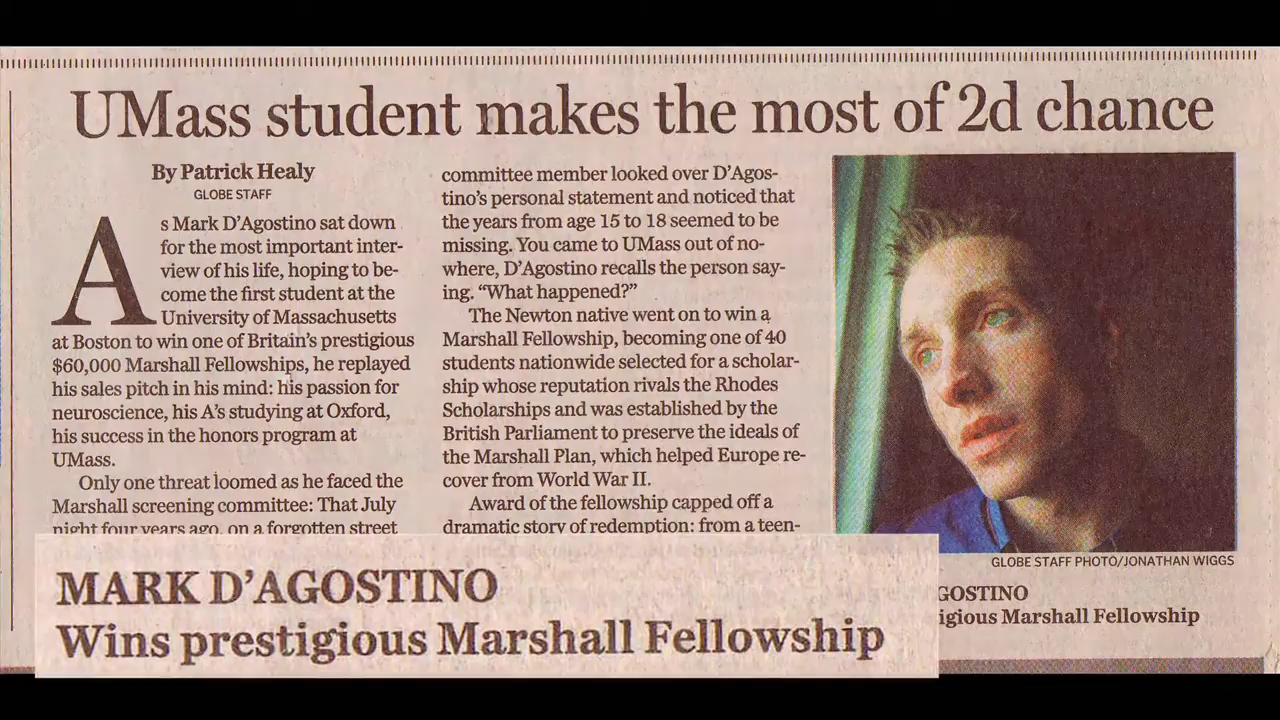 UMass student makes the most of 2d chance
By Patrick Healy
GLOBE STAFF
As Mark D'Agostino sat down
for the most important inter-
view of his life, hoping to be-
come the first student at the
University of Massachusetts
at Boston to win one of Britain's prestigious
$60,000 Marshall Fellowships, he replayed
his sales pitch in his mind: his passion for
neuroscience, his A's studying at Oxford,
his success in the honors program at
UMass.
Only one threat loomed as he faced the
Marshall screening committee: That July
night four years ago, on a forgotten street
committee member looked over D'Agos-
tino's personal statement and noticed that
the years from age 15 to 18 seemed to be
missing. You came to UMass out of no-
where, D'Agostino recalls the person say-
ing. "What happened?"
The Newton native went on to win a
Marshall Fellowship, becoming one of 40
students nationwide selected for a scholar-
ship whose reputation rivals the Rhodes
Scholarships and was established by the
British Parliament to preserve the ideals of
the Marshall Plan, which helped Europe re-
cover from World War II.
Award of the fellowship capped off a
dramatic story of redemption: from a teen-
GLOBE STAFF PHOTO/JONATHAN WIGGS
GOSTINO
igious Marshall Fellowship
MARK D'AGOSTINO
Wins prestigious Marshall Fellowship